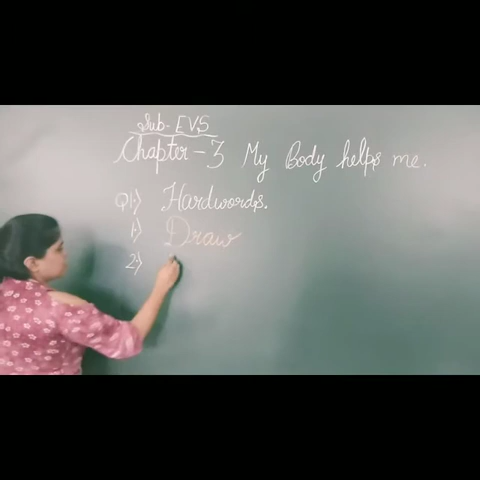 Sub- EVS
Chapter-3 My Body helps me.
Q1) Hardwords.
1) Draw
2)